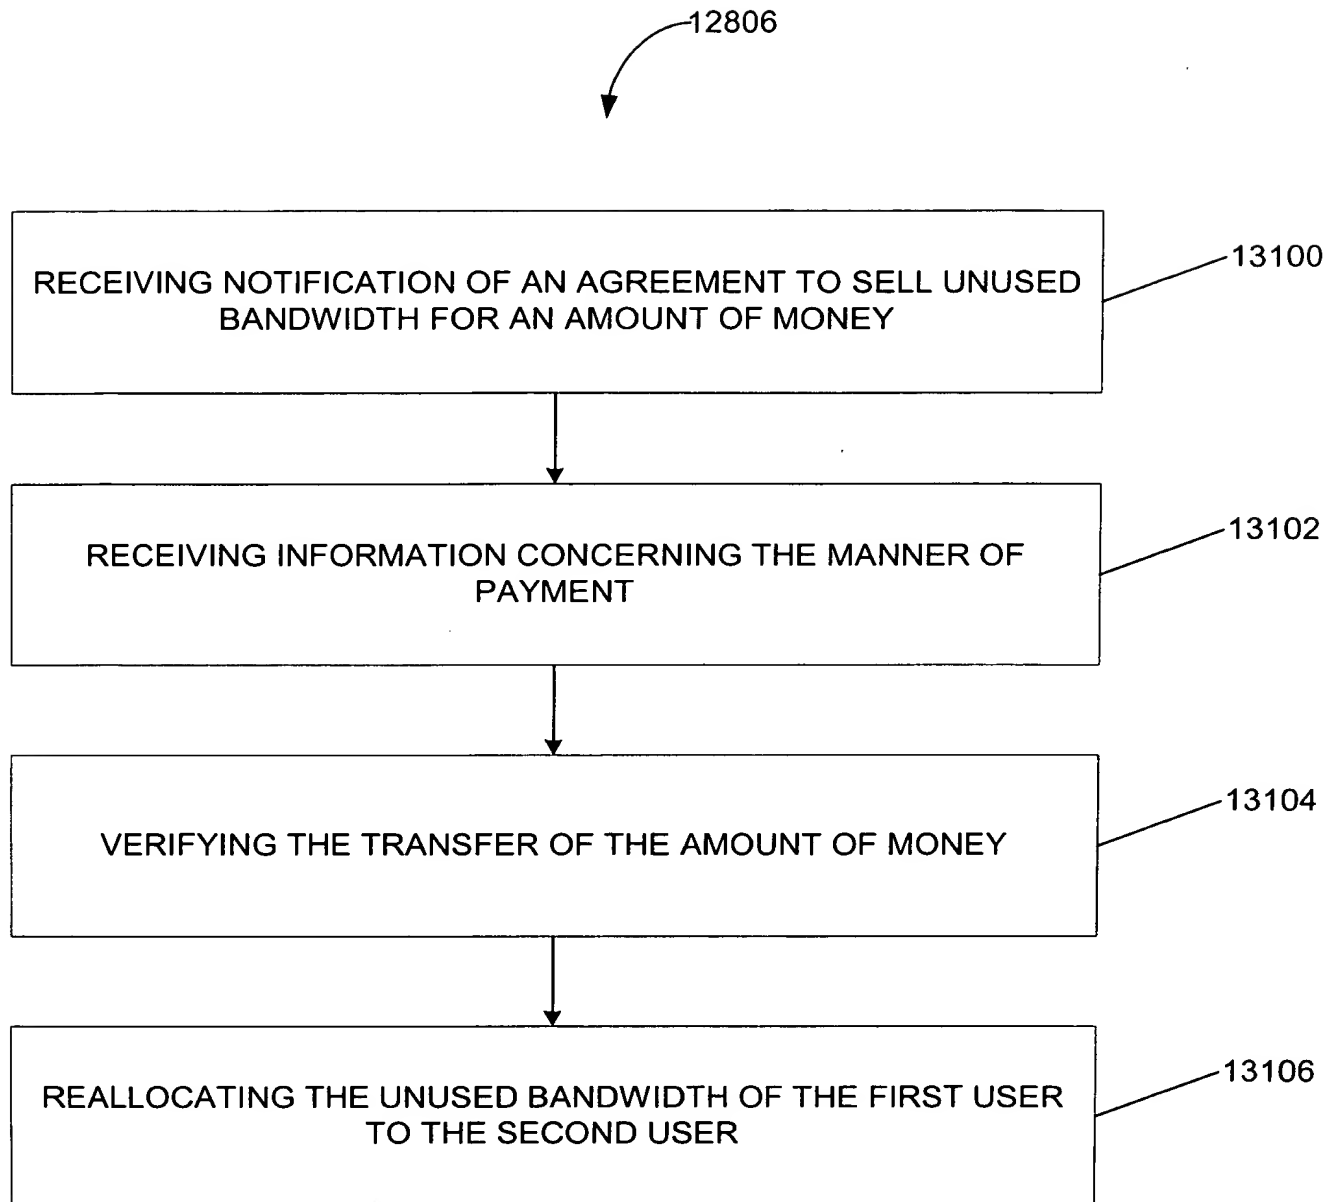 12806
RECEIVING NOTIFICATION OF AN AGREEMENT TO SELL UNUSED
BANDWIDTH FOR AN AMOUNT OF MONEY
13100
RECEIVING INFORMATION CONCERNING THE MANNER OF
PAYMENT
13102
VERIFYING THE TRANSFER OF THE AMOUNT OF MONEY
13104
REALLOCATING THE UNUSED BANDWIDTH OF THE FIRST USER
TO THE SECOND USER
13106